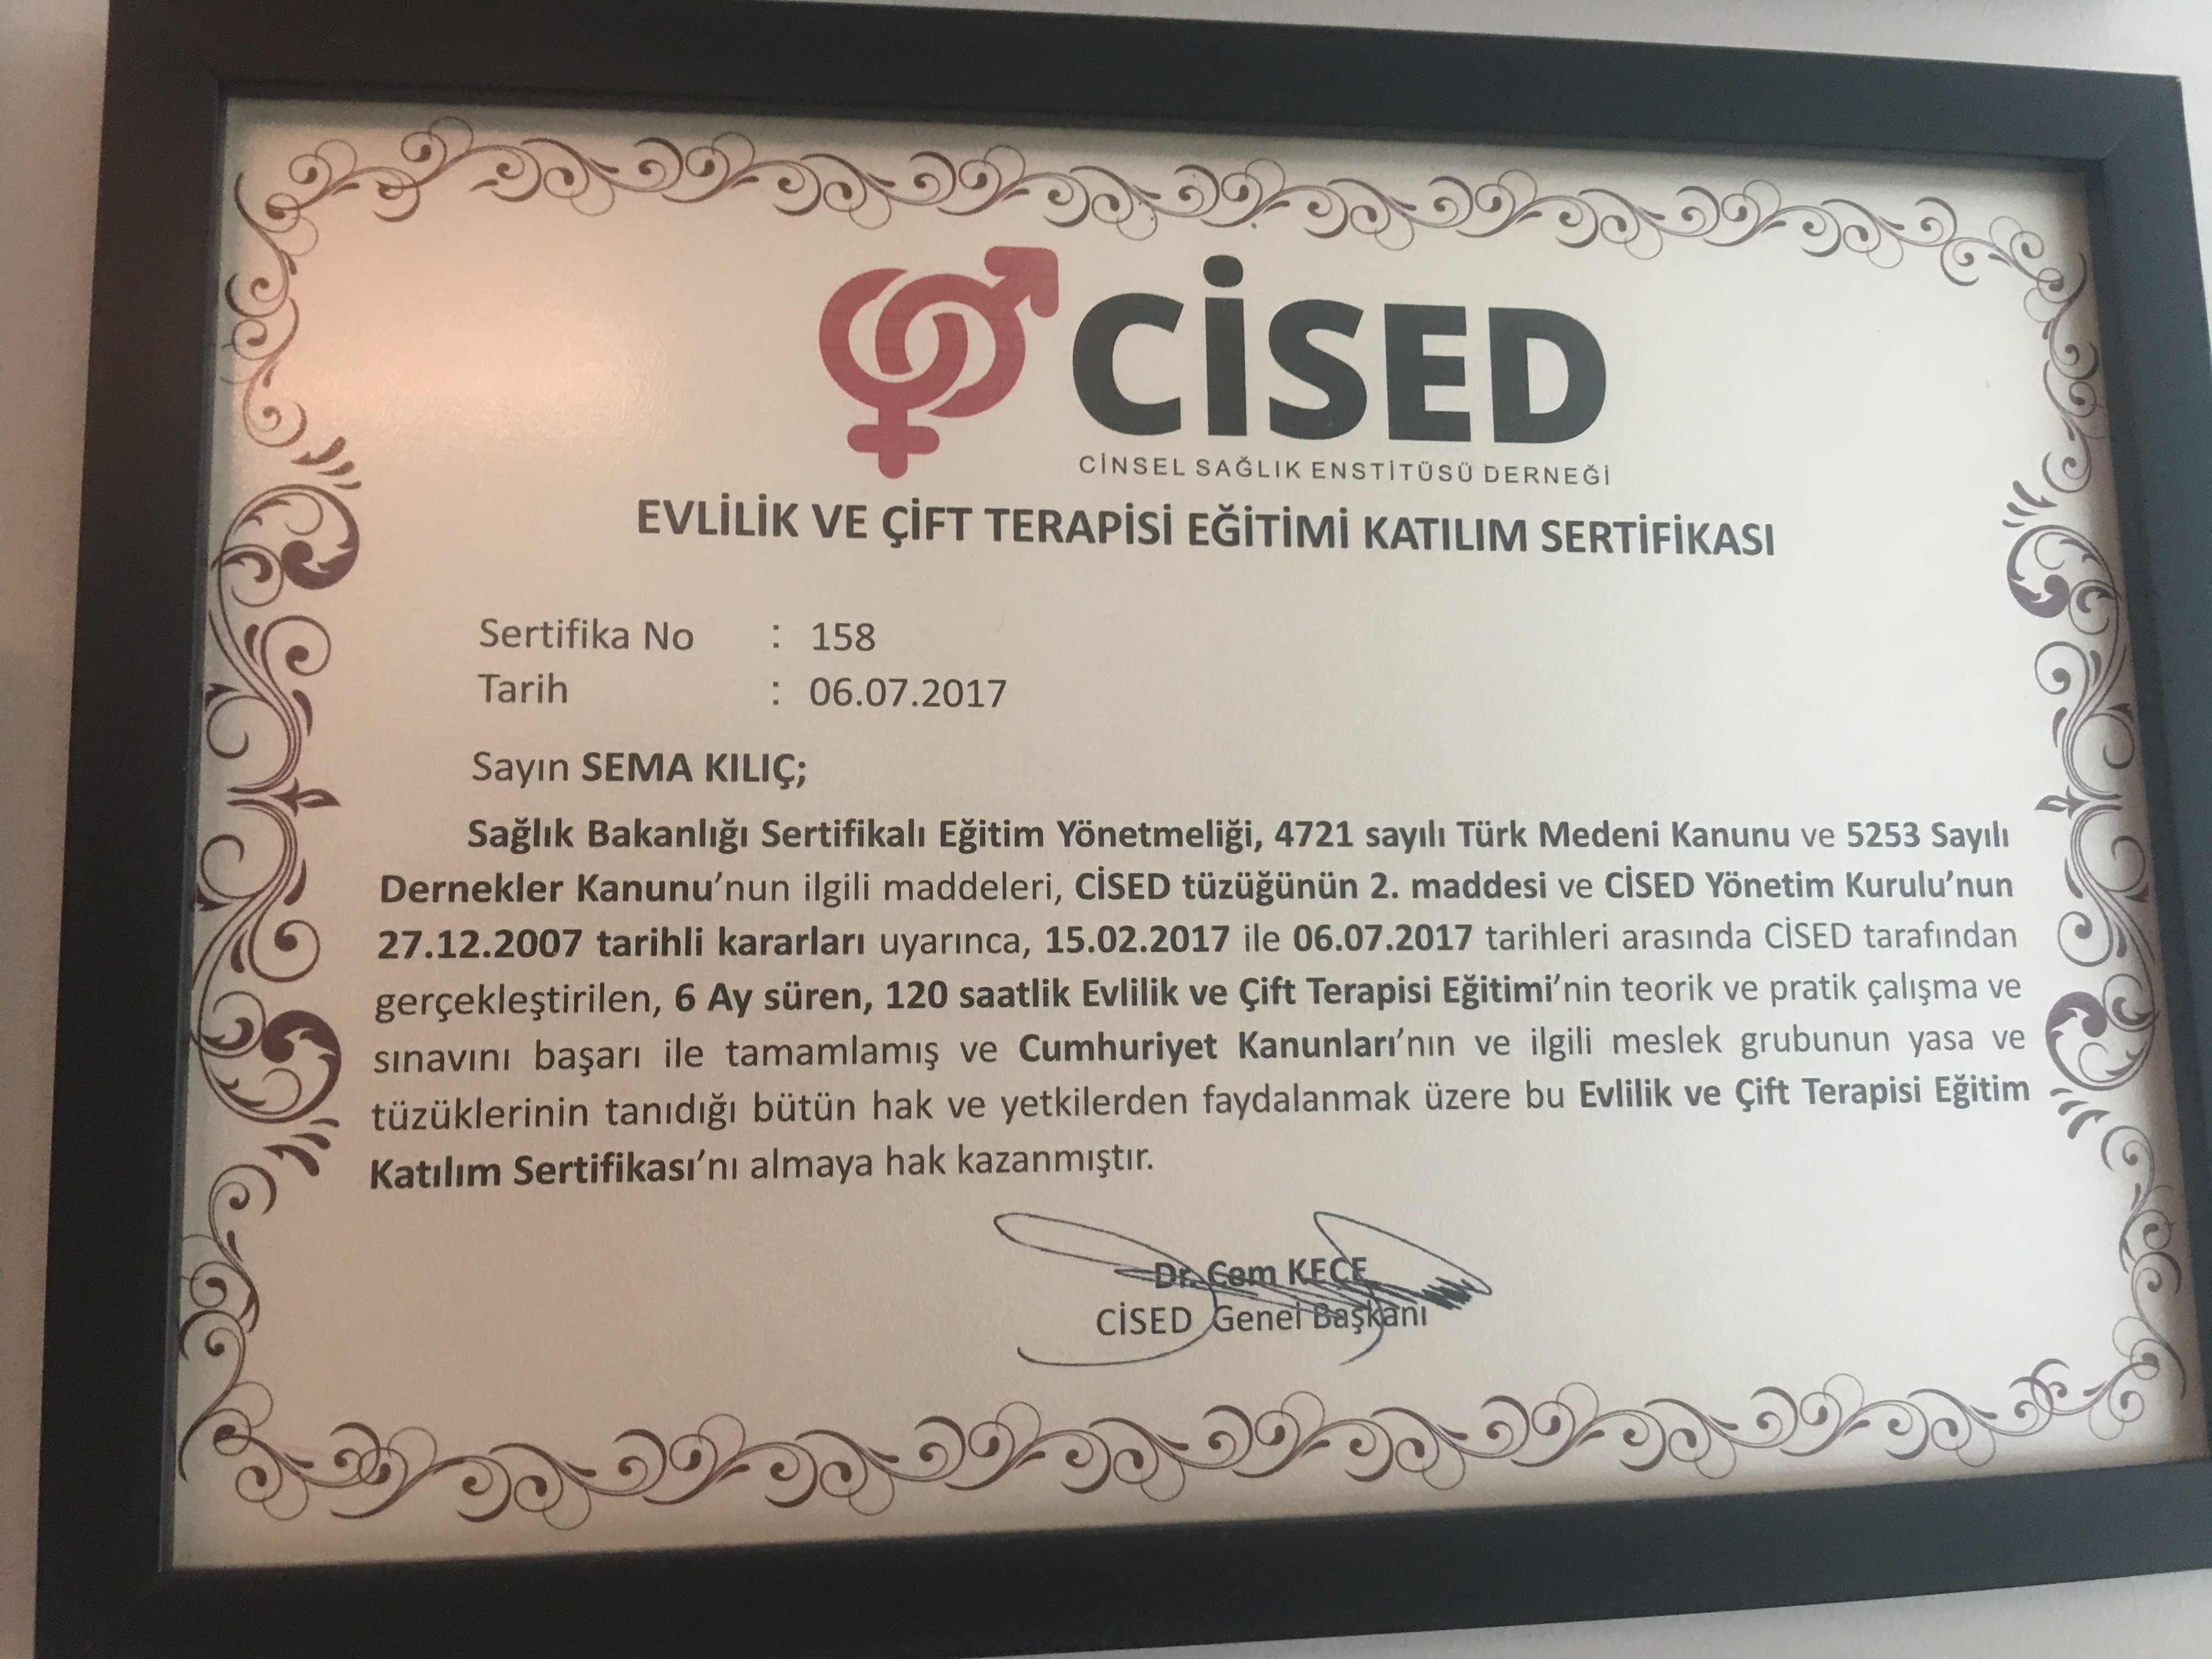 CİSED
CİNSEL SAĞLIK ENSTİTÜSÜ DERNEĞİ
EVLİLİK VE ÇİFT TERAPİSİ EĞİTİMİ KATILIM SERTİFİKASI
Sertifika No : 158
Tarih : 06.07.2017
Sayın SEMA KILIÇ;
Sağlık Bakanlığı Sertifikalı Eğitim Yönetmeliği, 4721 sayılı Türk Medeni Kanunu ve 5253 Sayılı
Dernekler Kanunu’nun ilgili maddeleri, CİSED tüzüğünün 2. maddesi ve CİSED Yönetim Kurulu’nun
27.12.2007 tarihli kararları uyarınca, 15.02.2017 ile 06.07.2017 tarihleri arasında CİSED tarafından
gerçekleştirilen, 6 Ay süren, 120 saatlik Evlilik ve Çift Terapisi Eğitimi’nin teorik ve pratik çalışma ve
sınavını başarı ile tamamlamış ve Cumhuriyet Kanunları’nın ve ilgili meslek grubunun yasa ve
tüzüklerinin tanıdığı bütün hak ve yetkilerden faydalanmak üzere bu Evlilik ve Çift Terapisi Eğitim
Katılım Sertifikası’nı almaya hak kazanmıştır.
Dr. Cem KEÇE
CİSED Genel Başkanı